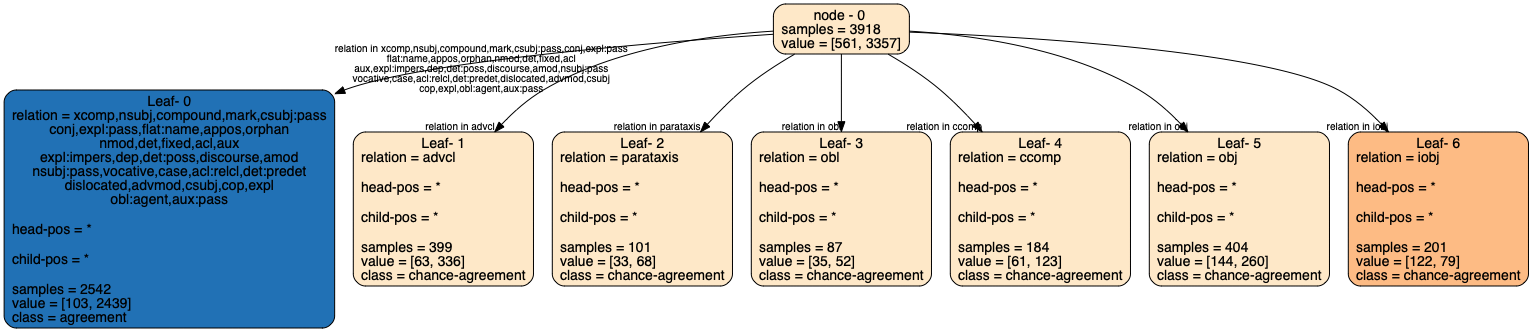 node - 0
samples = 3918
value = [561, 3357]
relation in xcomp,nsubj,compound,mark,csubj:pass,conj,expl:pass
flat:name,appos,orphan,nmod,det,fixed,acl
aux,expl:impers,dep,det:poss,discourse,amod,nsubj:pass
vocative,case,acl:relcl,det:predet,dislocated,advmod,csubj
cop,expl,obl:agent,aux:pass
Leaf- 0
relation = xcomp,nsubj,compound,mark,csubj:pass
conj,expl:pass,flat:name,appos,orphan
nmod,det,fixed,acl,aux
expl:impers,dep,det:poss,discourse,amod
nsubj:pass,vocative,case,acl:relcl,det:predet
dislocated,advmod,csubj,cop,expl
obl:agent,aux:pass
head-pos = *
child-pos = *
samples = 2542
value = [103, 2439]
class = agreement
relation in advcl
Leaf- 1
relation = advcl
head-pos = *
child-pos = *
samples = 399
value = [63, 336]
class = chance-agreement
relation in parataxis
Leaf- 2
relation = parataxis
head-pos = *
child-pos = *
samples = 101
value = [33, 68]
class = chance-agreement
relation in obl
Leaf- 3
relation = obl
head-pos = *
child-pos = *
samples = 87
value = [35, 52]
class = chance-agreement
relation in ccomp
Leaf- 4
relation = ccomp
head-pos = *
child-pos = *
samples = 184
value = [61, 123]
class = chance-agreement
relation in obj
Leaf- 5
relation = obj
head-pos = *
child-pos = *
samples = 404
value = [144, 260]
class = chance-agreement
relation in iobj
Leaf- 6
relation = iobj
head-pos = *
child-pos = *
samples = 201
value = [122, 79]
class = chance-agreement